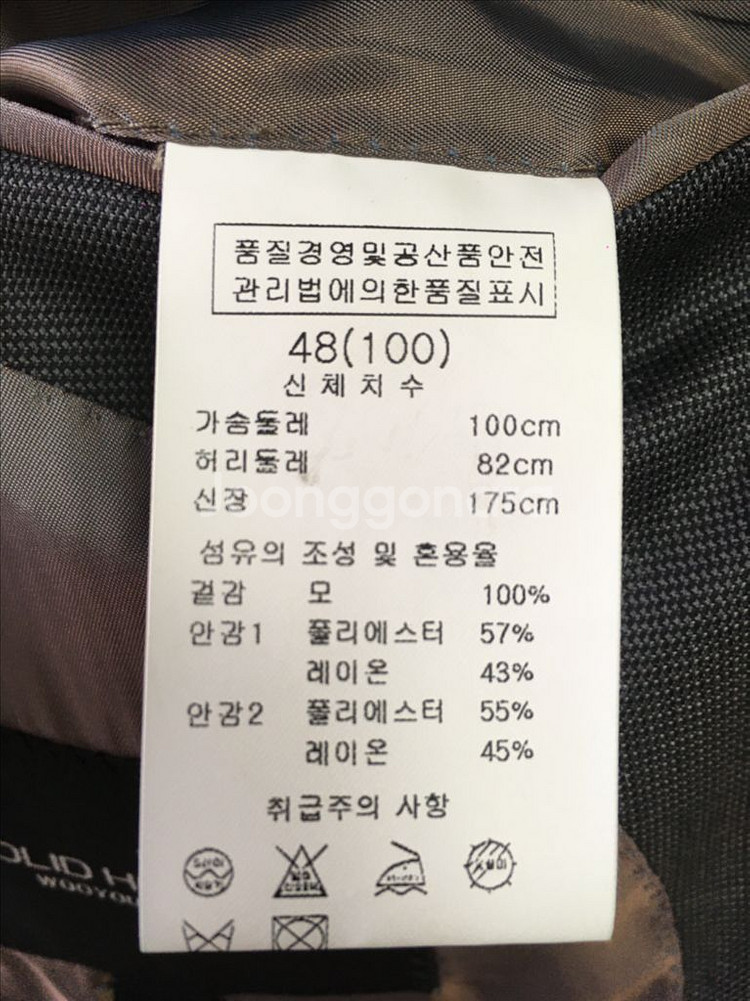 품질경영및공산품안전
관리법에의한품질표시
48(100)
신체치수
가슴둘레 100cm
허리둘레 82cm
신장 175cm
섬유의 조성 및 혼용율
겉감 모 100%
안감1 폴리에스터 57%
레이온 43%
안감2 폴리에스터 55%
레이온 45%
취급주의 사항
OLID H
WOOYOU